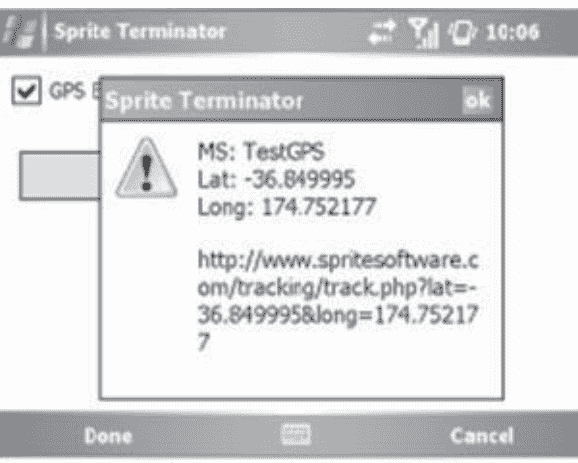 Sprite Terminator 10:06
GPS
Sprite Terminator ok
MS: TestGPS
Lat: -36.849995
Long: 174.752177
http://www.spritesoftware.c
om/tracking/track.php?lat=-
36.849995&long=174.75217
7
Done Cancel